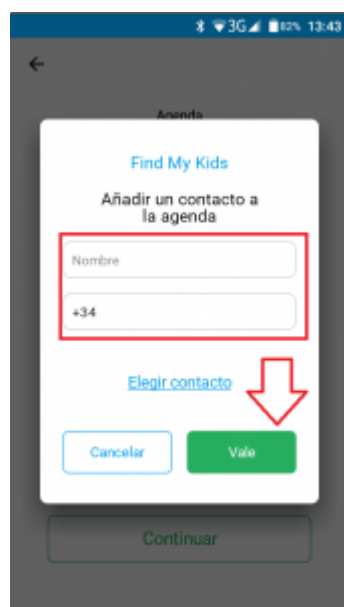 3G 82% 13:43
Agenda
Find My Kids
Añadir un contacto a
la agenda
Nombre
+34
Elegir contacto
Cancelar
Vale
Continuar